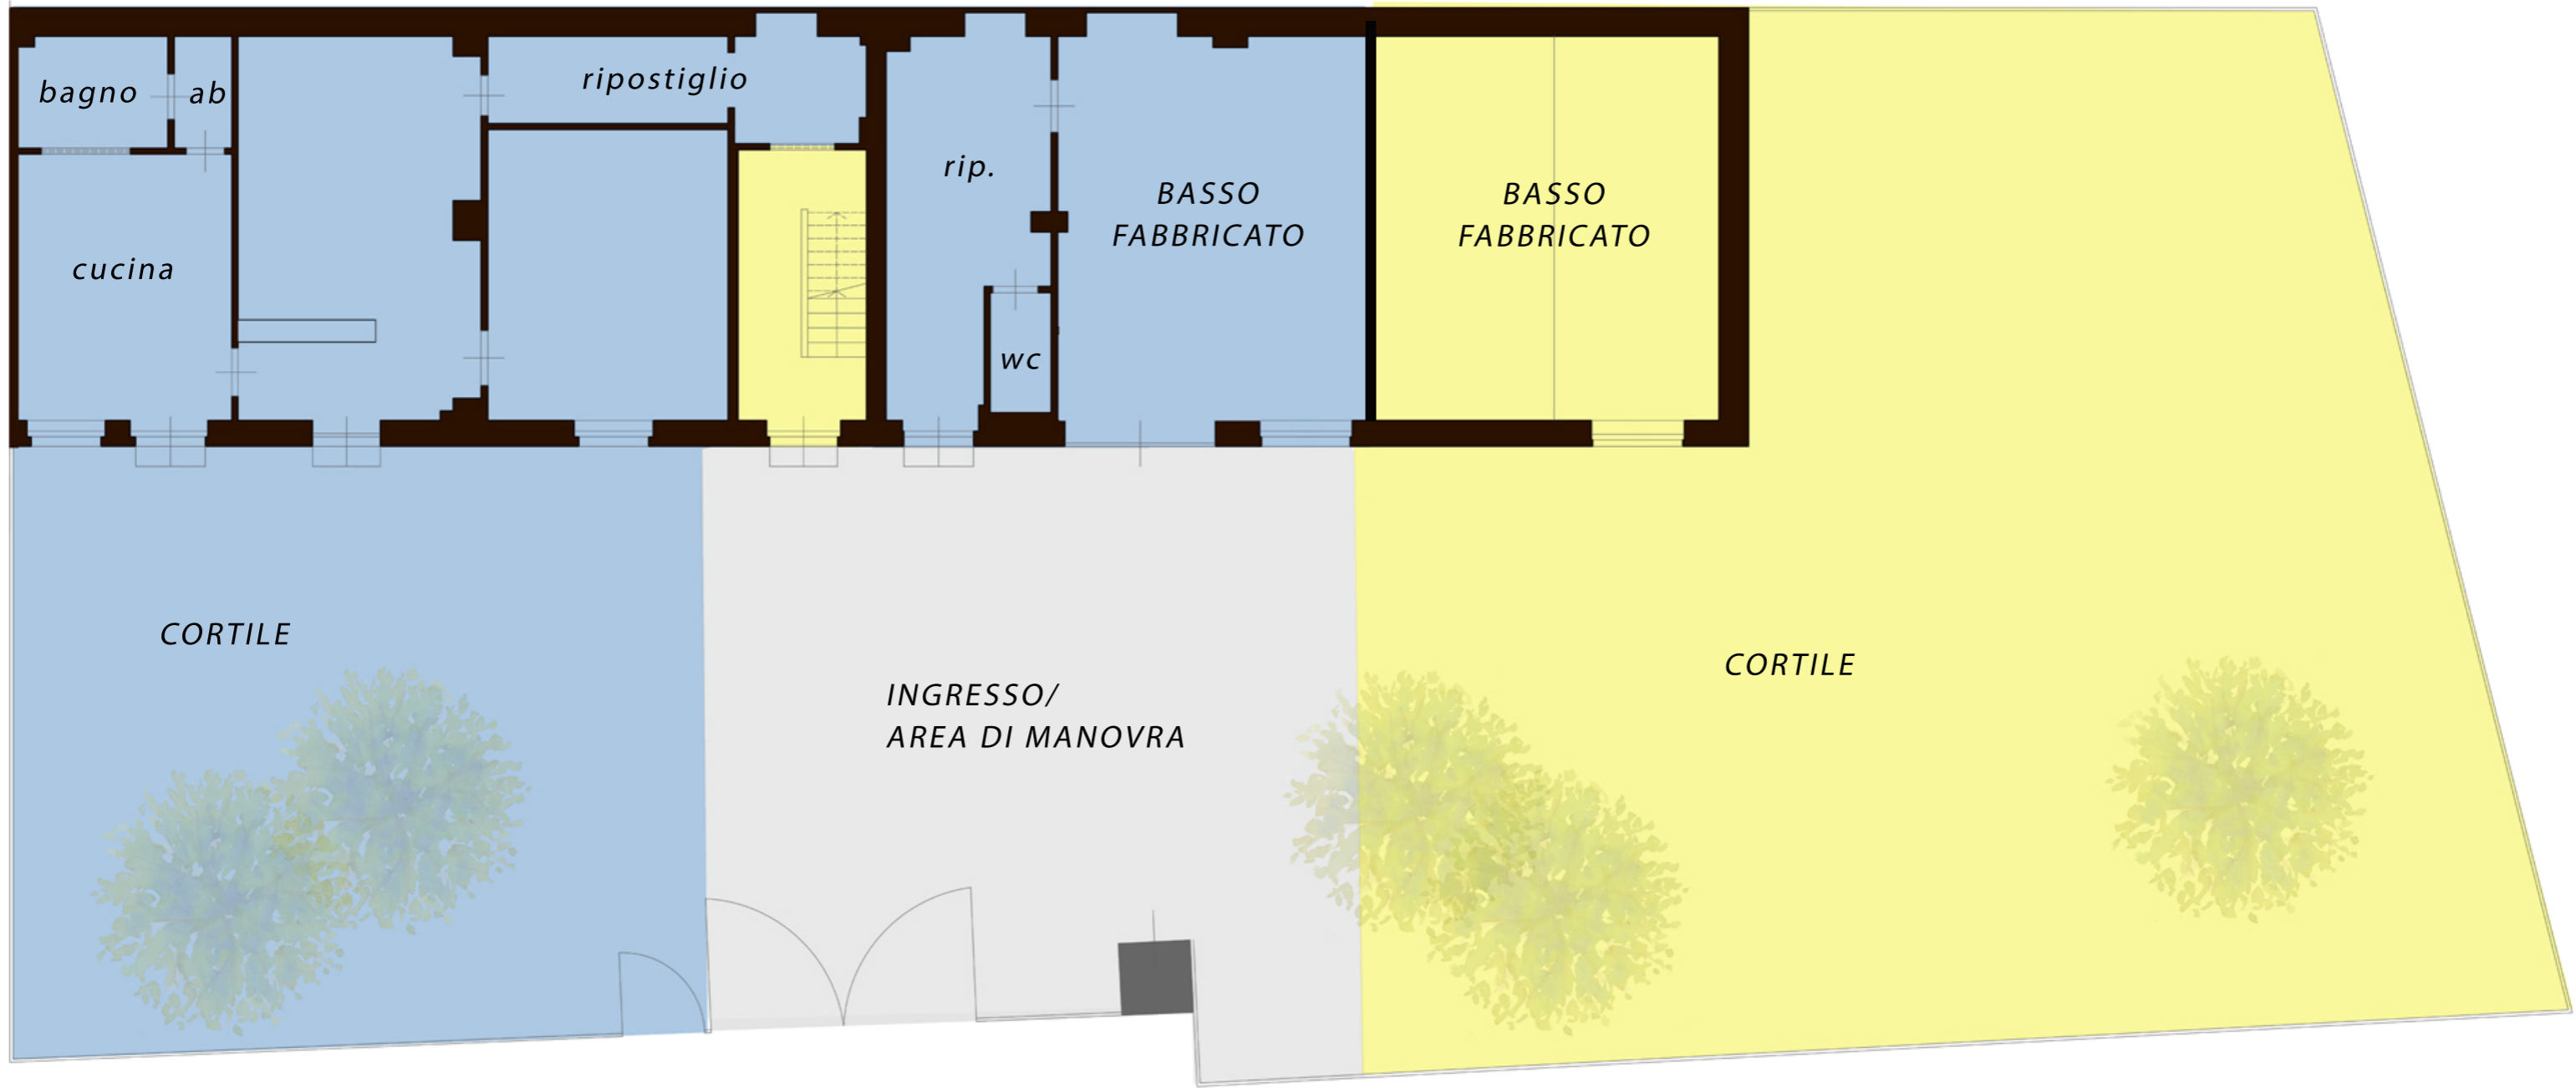 bagno
ab
ripostiglio
cucina
rip.
wc
BASSO
FABBRICATO
BASSO
FABBRICATO
CORTILE
INGRESSO/
AREA DI MANOVRA
CORTILE